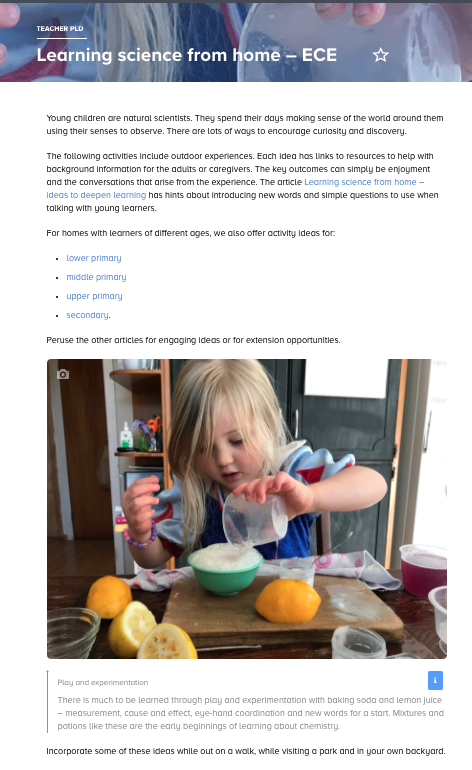 TEACHER PLD
Learning science from home – ECE
Young children are natural scientists. They spend their days making sense of the world around them
using their senses to observe. There are lots of ways to encourage curiosity and discovery.
The following activities include outdoor experiences. Each idea has links to resources to help with
background information for the adults or caregivers. The key outcomes can simply be enjoyment
and the conversations that arise from the experience. The article Learning science from home –
ideas to deepen learning has hints about introducing new words and simple questions to use when
talking with young learners.
For homes with learners of different ages, we also offer activity ideas for:
• lower primary
• middle primary
• upper primary
• secondary.
Peruse the other articles for engaging ideas or for extension opportunities.
Play and experimentation
i
There is much to be learned through play and experimentation with baking soda and lemon juice
– measurement, cause and effect, eye-hand coordination and new words for a start. Mixtures and
potions like these are the early beginnings of learning about chemistry.
Incorporate some of these ideas while out on a walk, while visiting a park and in your own backyard.